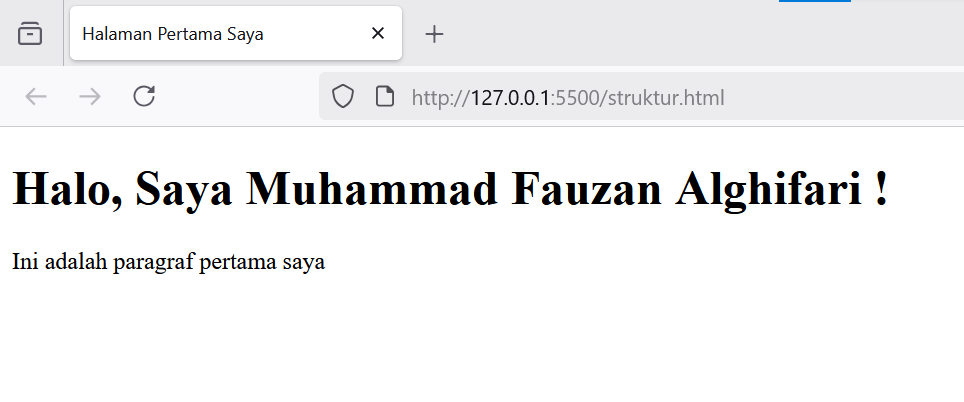 Halaman Pertama Saya
http://127.0.0.1:5500/struktur.html
Halo, Saya Muhammad Fauzan Alghifari !
Ini adalah paragraf pertama saya